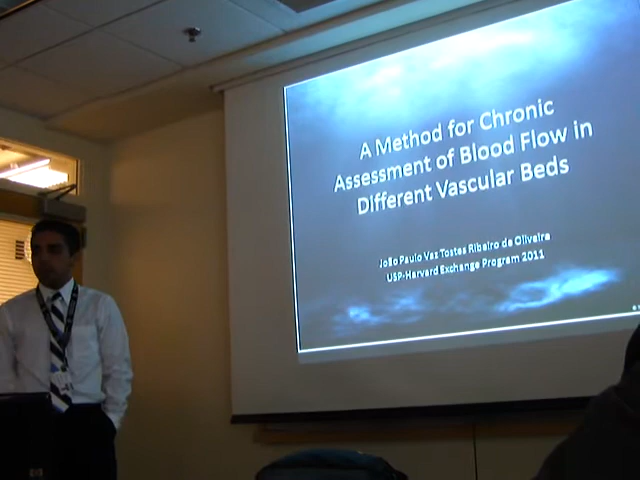 A Method for Chronic
Assessment of Blood Flow in
Different Vascular Beds
João Paulo Vaz Tostes Ribeiro de Oliveira
USP-Harvard Exchange Program 2011
hp